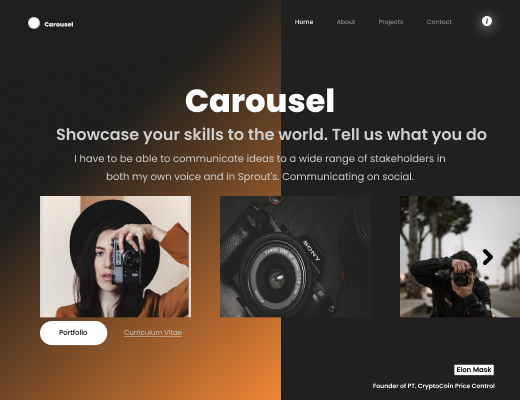 Carousel
Home About Projects Contact i
Carousel
Showcase your skills to the world. Tell us what you do
I have to be able to communicate ideas to a wide range of stakeholders in
both my own voice and in Sprout's. Communicating on social.
SONY
Portfolio Curriculum Vitae
Elon Mask
Founder of PT. CryptoCoin Price Control